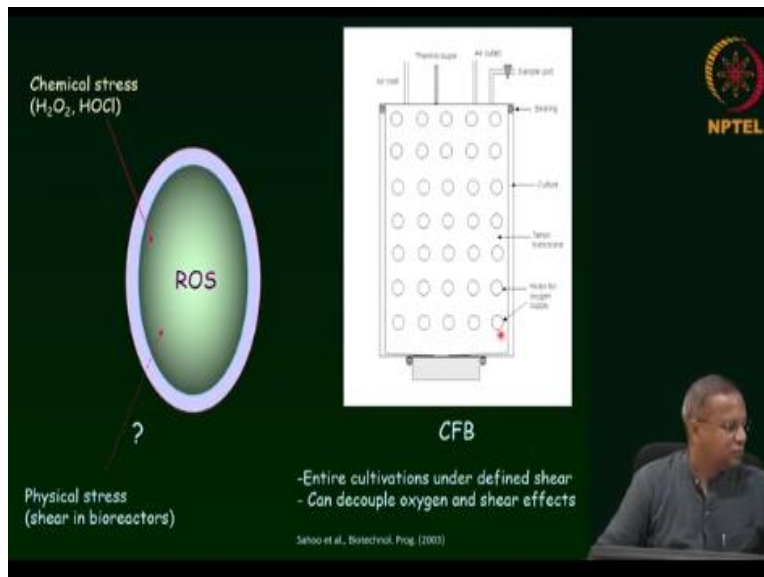 Chemical stress
(H₂O₂, HOCl)
ROS
?
Physical stress
(shear in bioreactors)
Thermocouple
Air outlet
Air inlet
Sample port
Bearing
Culture
Holes for
oxygen
supply
CFB
-Entire cultivations under defined shear
- Can decouple oxygen and shear effects
Sahoo et al., Biotechnol. Prog. (2003)
NPTEL